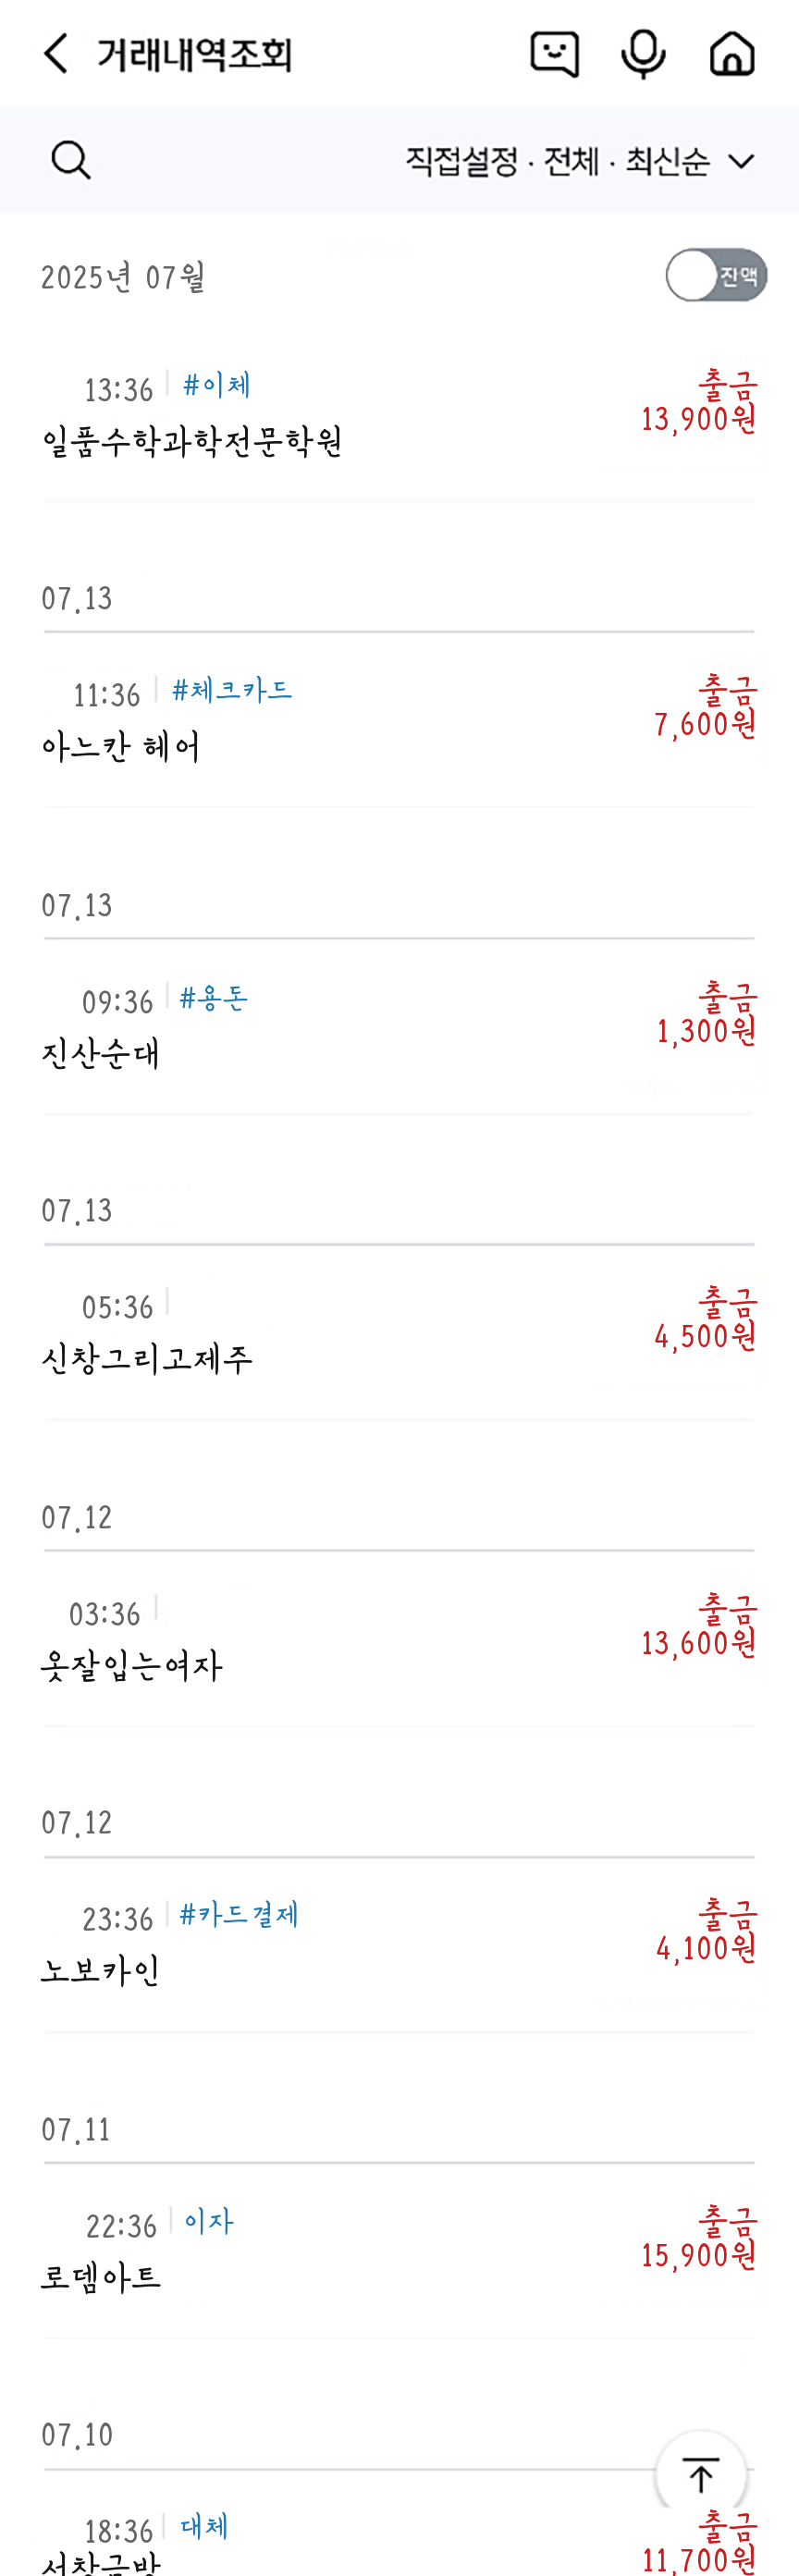 거래내역조회
직접설정 · 전체 · 최신순
2025년 07월
잔액
13:36 #이체 출금
일품수학과학전문학원 13,900원
07.13
11:36 #체크카드 출금
아느칸 헤어 7,600원
07.13
09:36 #용돈 출금
진산순대 1,300원
07.13
05:36 출금
신창그리고제주 4,500원
07.12
03:36 출금
옷잘입는여자 13,600원
07.12
23:36 #카드결제 출금
노보카인 4,100원
07.11
22:36 이자 출금
로뎀아트 15,900원
07.10
18:36 대체 출금
서창금방 11,700원